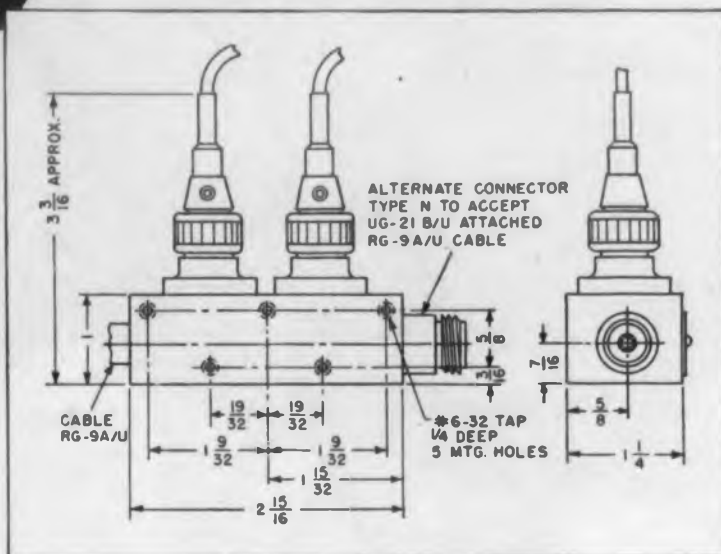 3 3/16 APPROX.
ALTERNATE CONNECTOR
TYPE N TO ACCEPT
UG-21 B/U ATTACHED
RG-9A/U CABLE
1
5/8
3/16
7/16
CABLE
RG-9A/U
19/32
19/32
#6-32 TAP
1/4 DEEP
5 MTG. HOLES
5/8
1 9/32
1 9/32
1 1/4
1 15/32
2 15/16